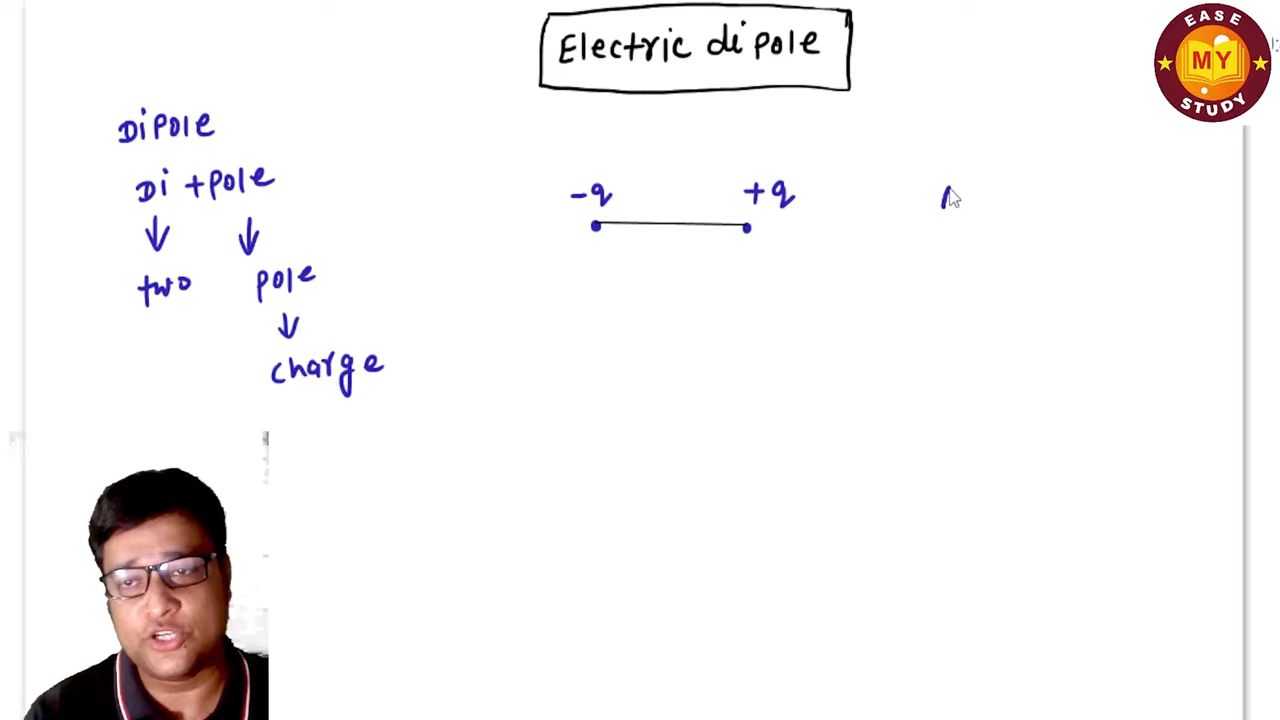 Electric dipole
EASE
MY
STUDY
Dipole
Di + pole
two pole
charge
-q +q